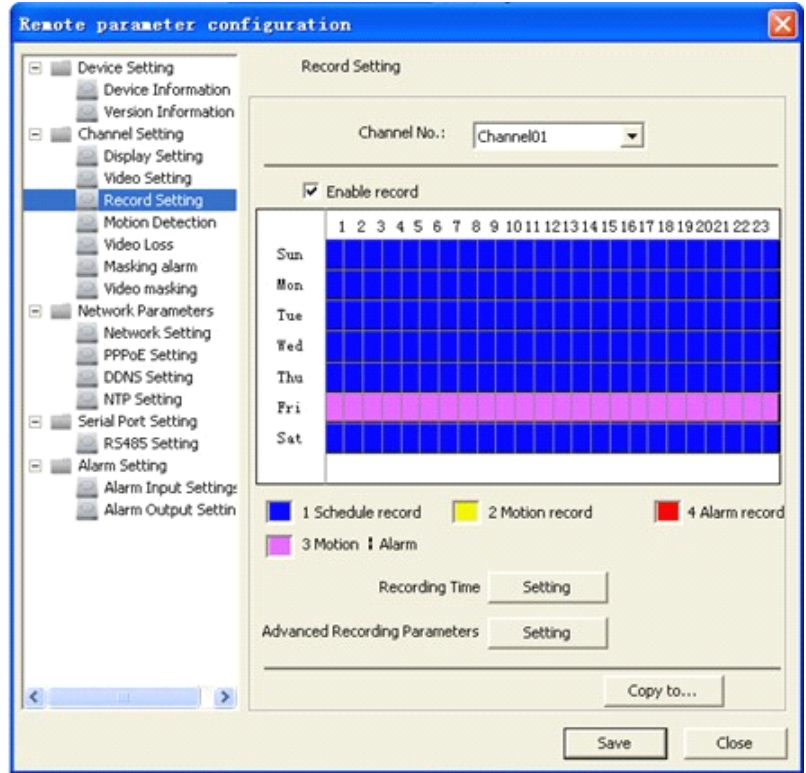 Remote parameter configuration
Device Setting
Device Information
Version Information
Channel Setting
Display Setting
Video Setting
Record Setting
Motion Detection
Video Loss
Masking alarm
Video masking
Network Parameters
Network Setting
PPPoE Setting
DDNS Setting
NTP Setting
Serial Port Setting
RS485 Setting
Alarm Setting
Alarm Input Settings
Alarm Output Settin
Record Setting
Channel No.: Channel01
Enable record
1 2 3 4 5 6 7 8 9 10 11 12 13 14 15 16 17 18 19 20 21 22 23
Sun
Mon
Tue
Wed
Thu
Fri
Sat
1 Schedule record 2 Motion record 4 Alarm record
3 Motion ¦ Alarm
Recording Time Setting
Advanced Recording Parameters Setting
Copy to...
Save Close